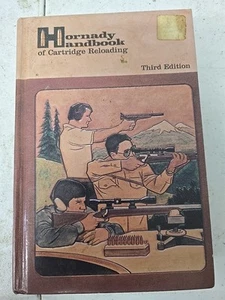 Hornady
Handbook
of Cartridge Reloading
Third Edition